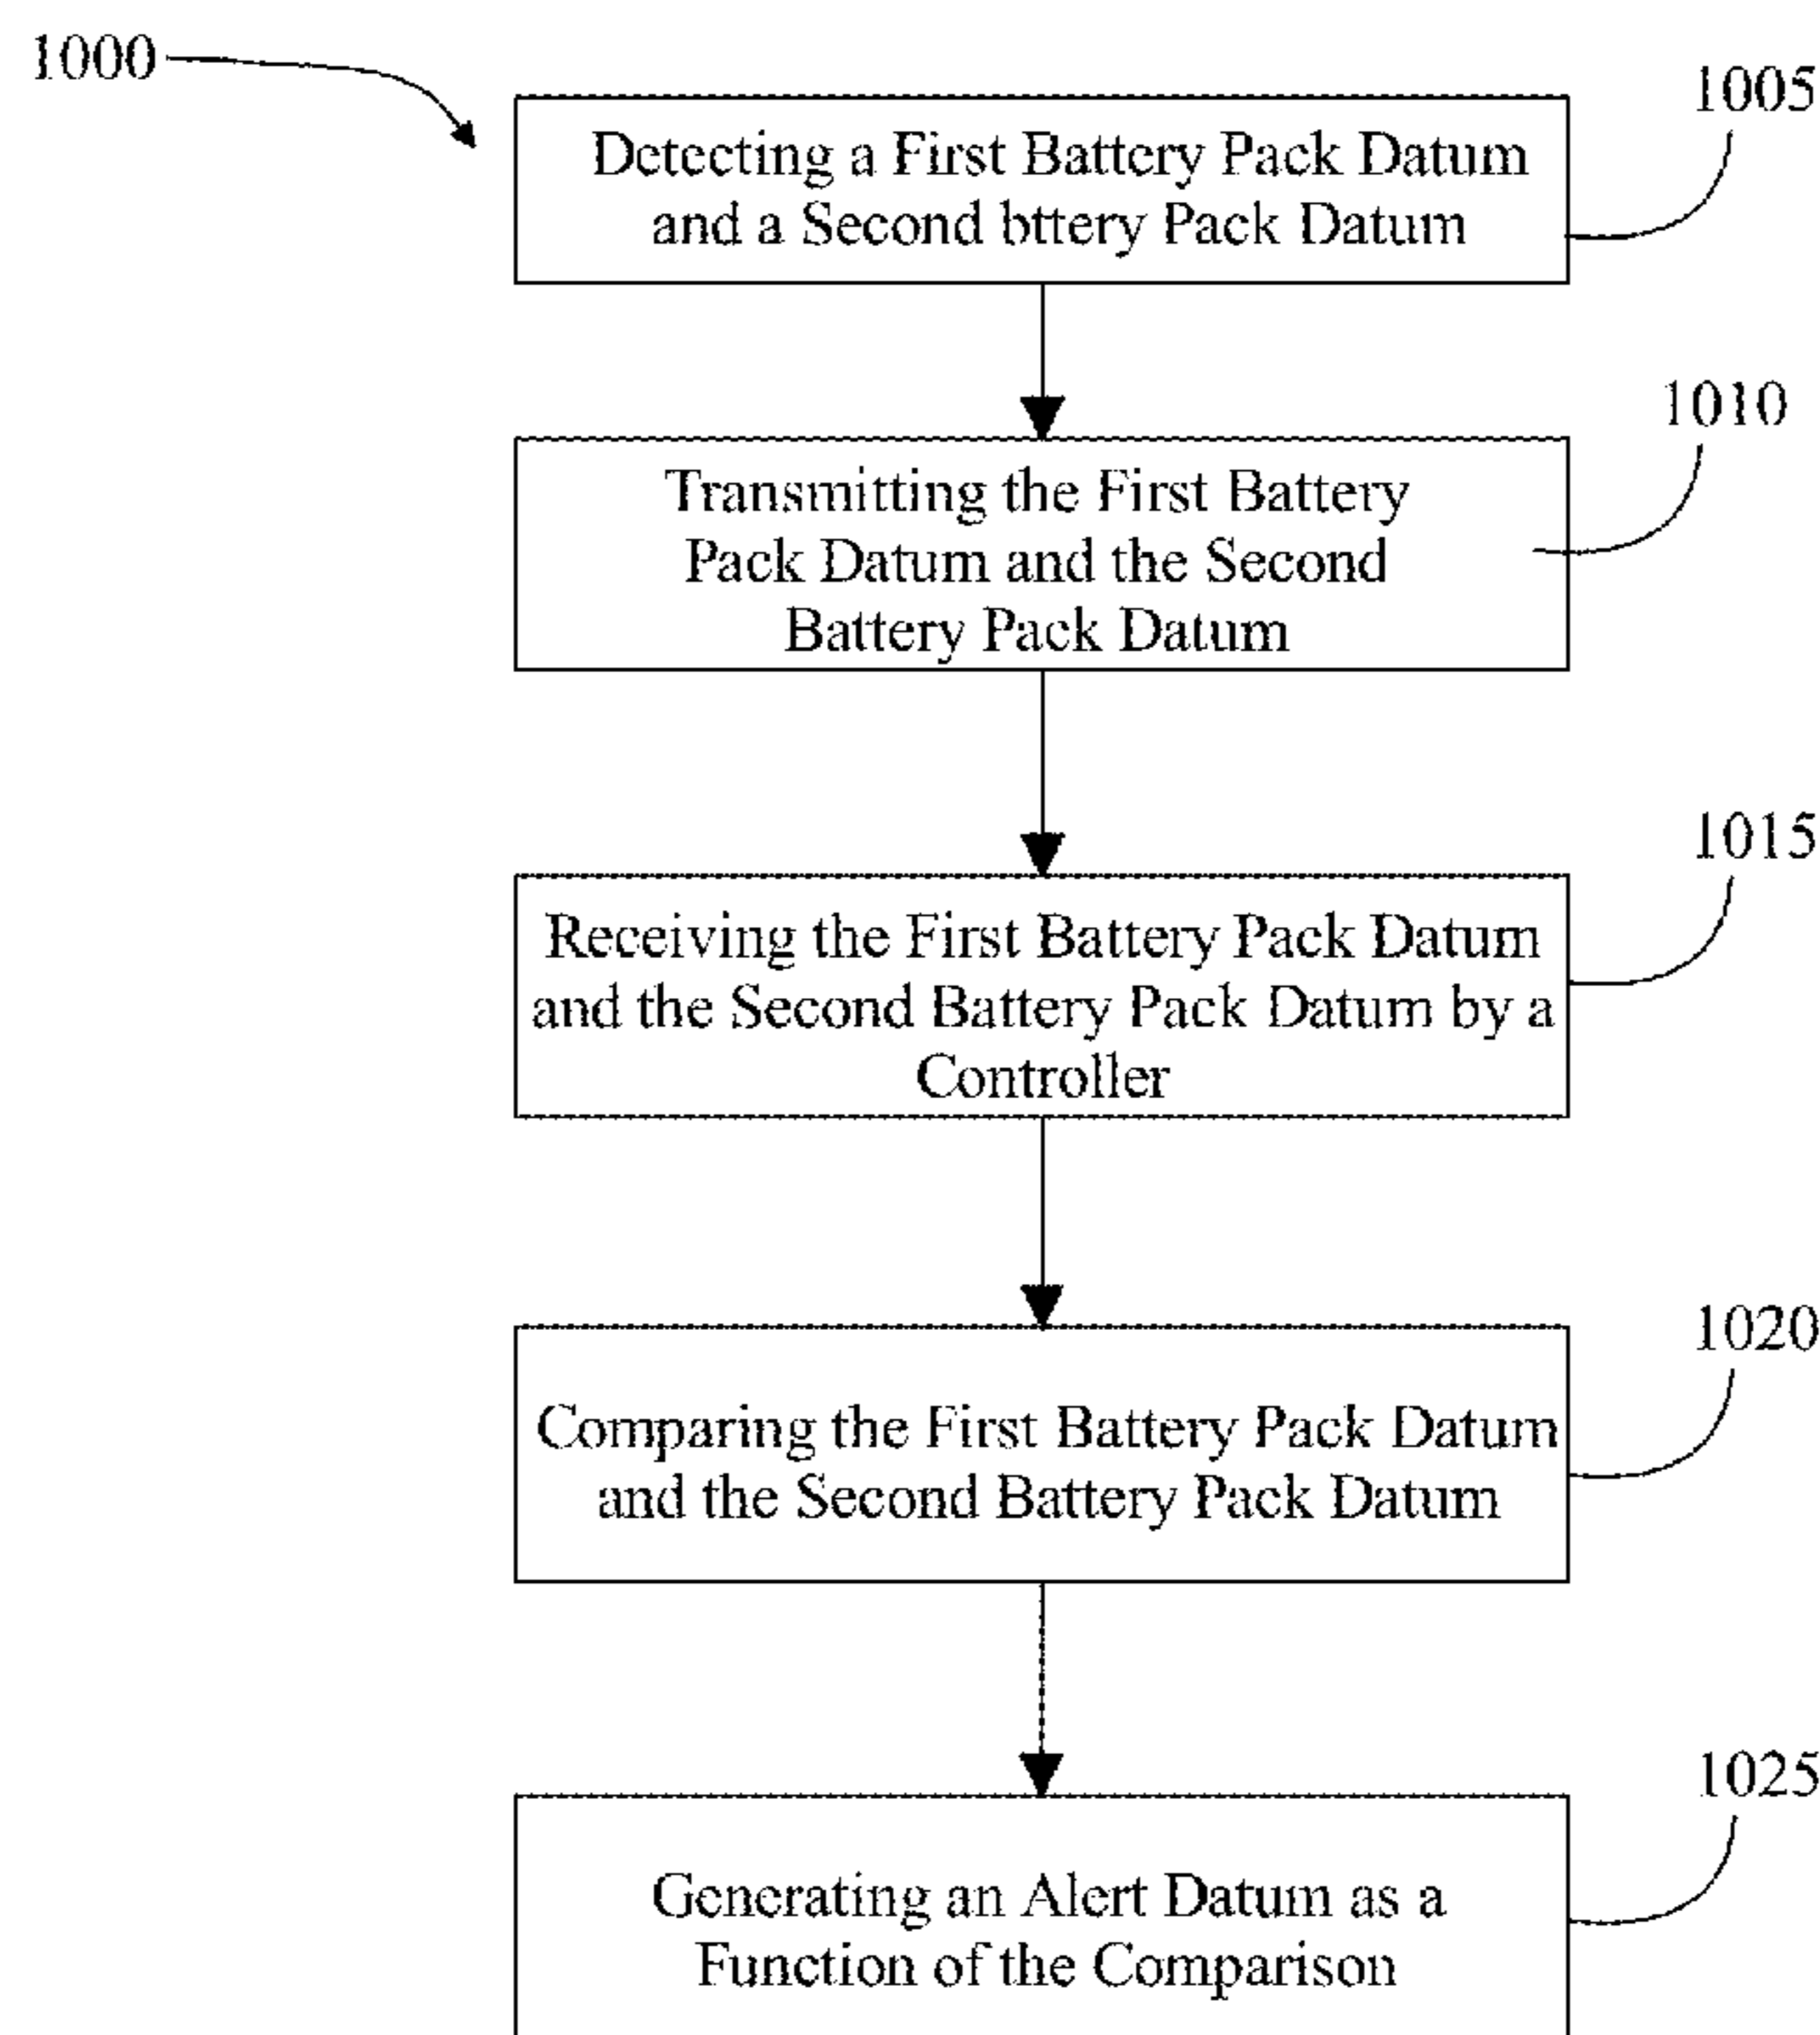 1000
1005
Detecting a First Battery Pack Datum
and a Second bttery Pack Datum
1010
Transmitting the First Battery
Pack Datum and the Second
Battery Pack Datum
1015
Receiving the First Battery Pack Datum
and the Second Battery Pack Datum by a
Controller
1020
Comparing the First Battery Pack Datum
and the Second Battery Pack Datum
1025
Generating an Alert Datum as a
Function of the Comparison